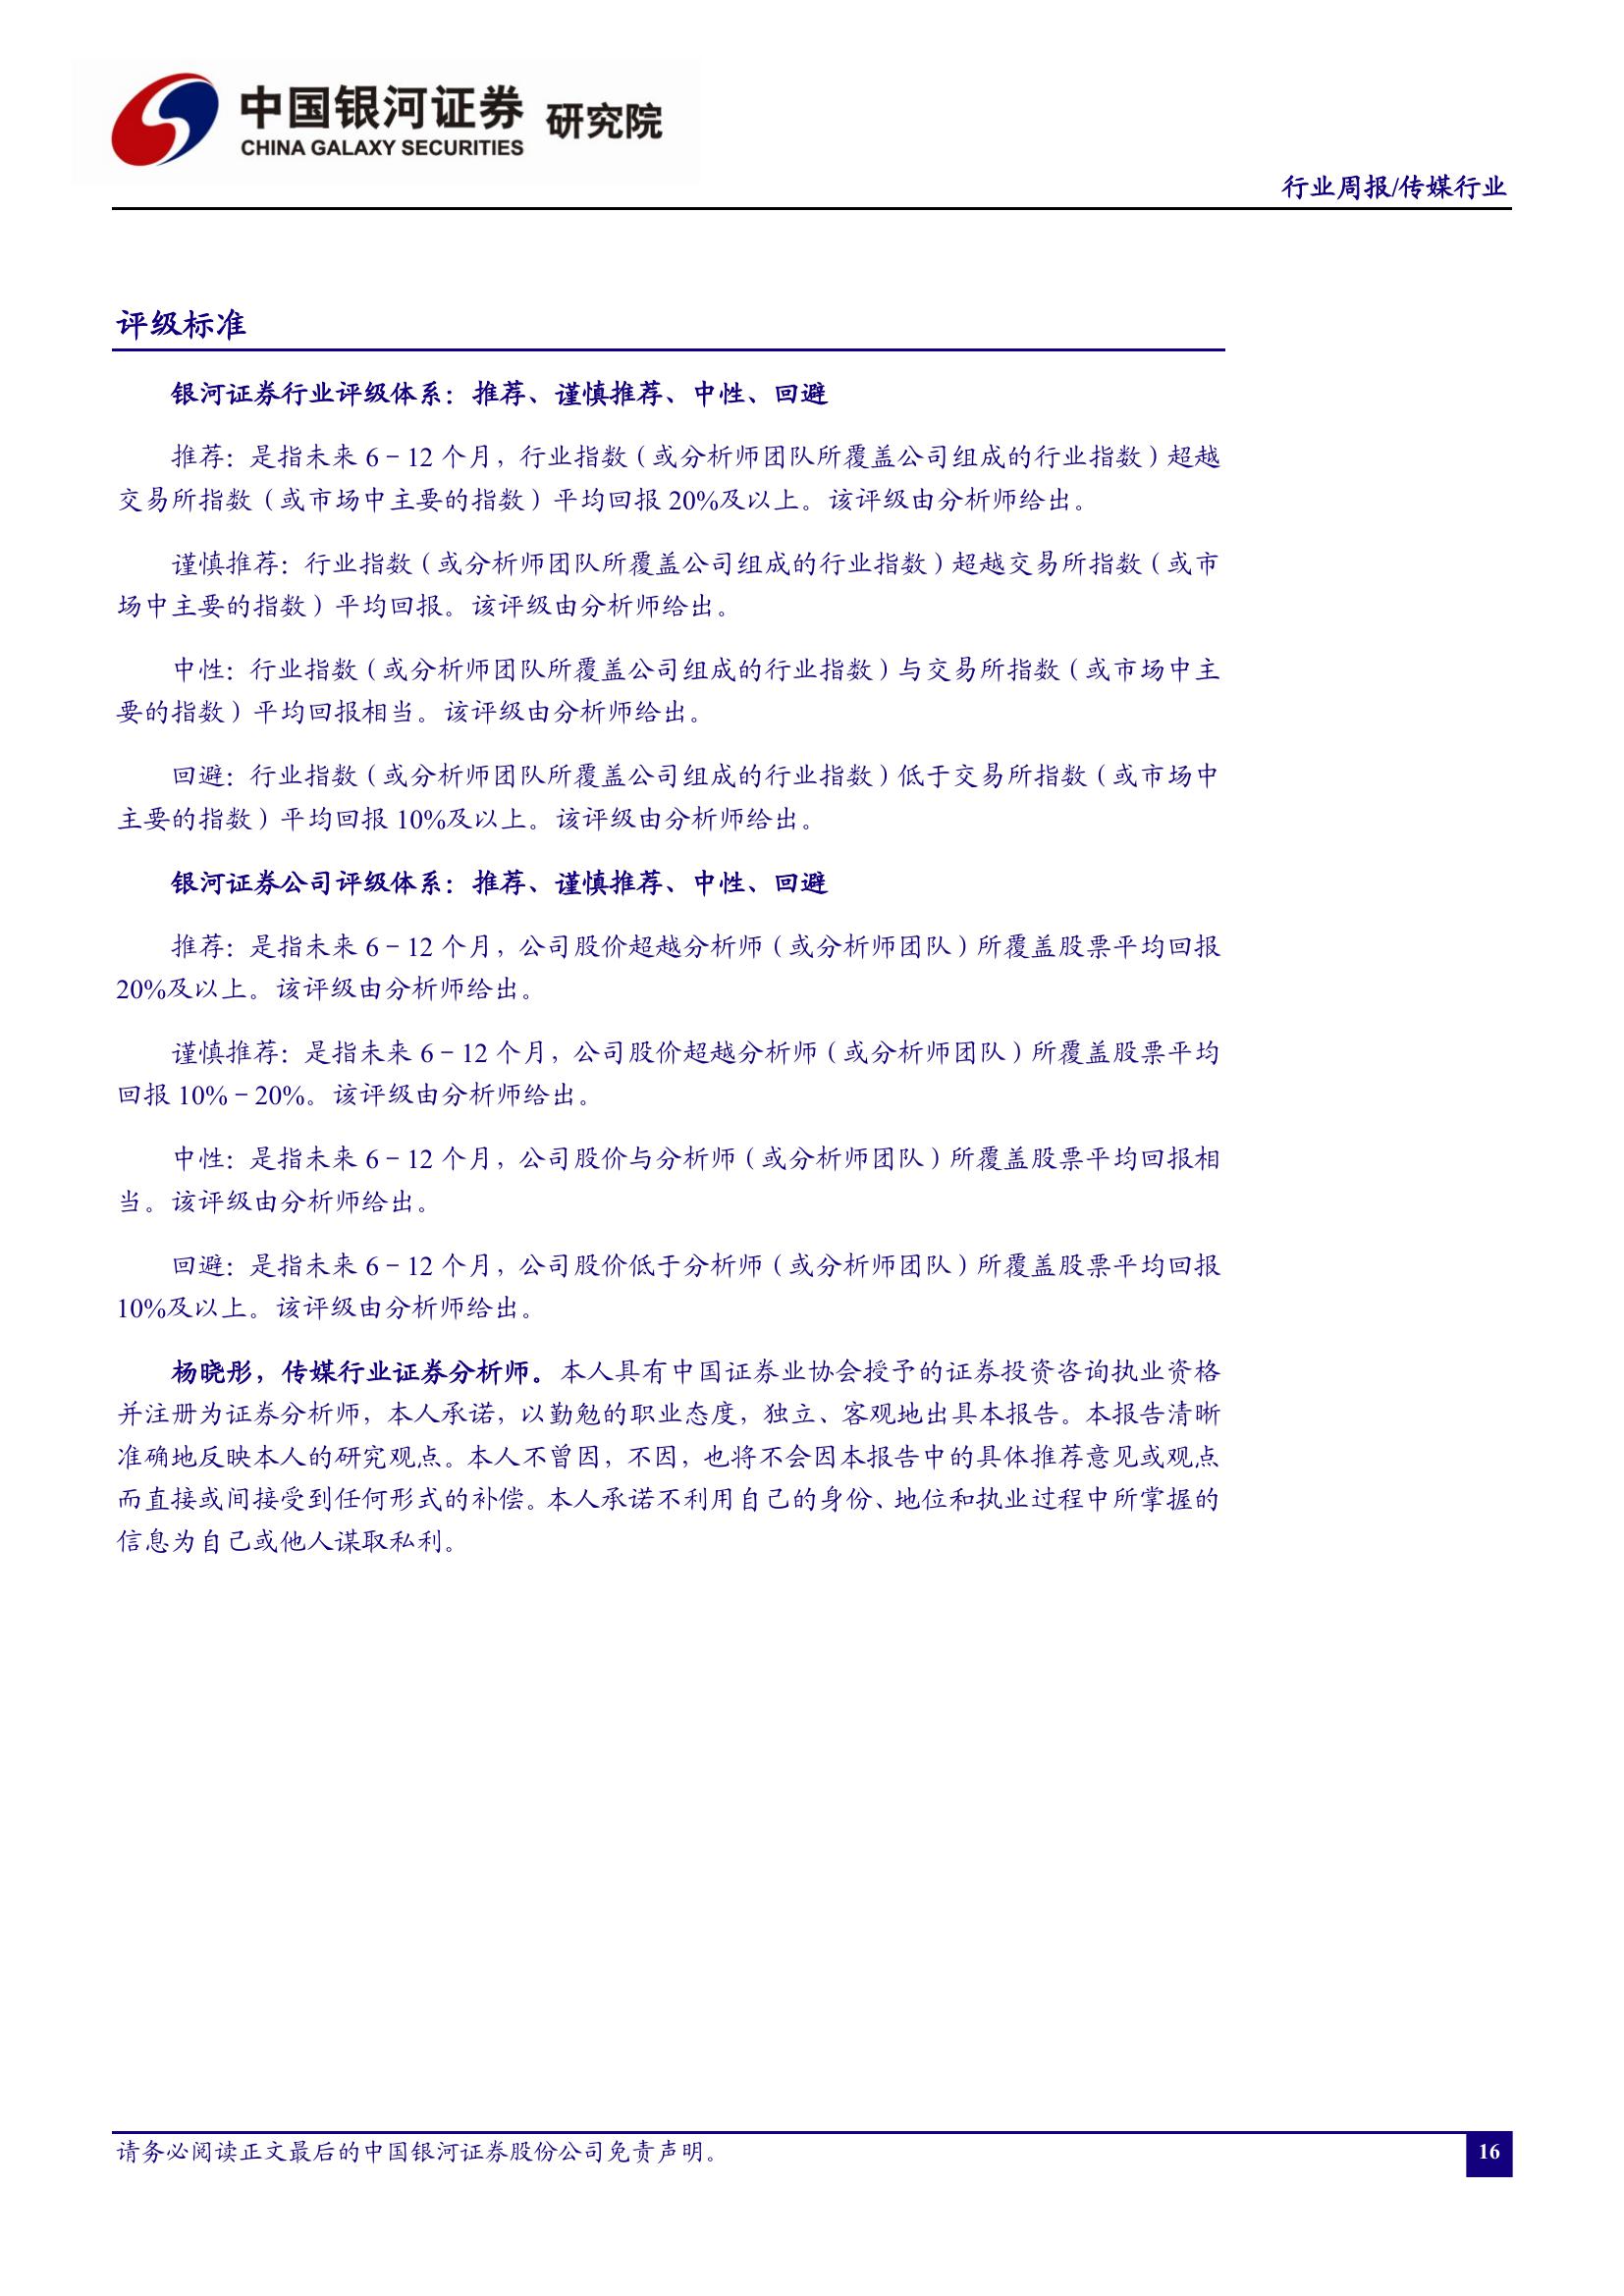 中国银河证券 研究院
CHINA GALAXY SECURITIES
行业周报/传媒行业
评级标准
银河证券行业评级体系：推荐、谨慎推荐、中性、回避
推荐：是指未来 6－12 个月，行业指数（或分析师团队所覆盖公司组成的行业指数）超越
交易所指数（或市场中主要的指数）平均回报 20%及以上。该评级由分析师给出。
谨慎推荐：行业指数（或分析师团队所覆盖公司组成的行业指数）超越交易所指数（或市
场中主要的指数）平均回报。该评级由分析师给出。
中性：行业指数（或分析师团队所覆盖公司组成的行业指数）与交易所指数（或市场中主
要的指数）平均回报相当。该评级由分析师给出。
回避：行业指数（或分析师团队所覆盖公司组成的行业指数）低于交易所指数（或市场中
主要的指数）平均回报 10%及以上。该评级由分析师给出。
银河证券公司评级体系：推荐、谨慎推荐、中性、回避
推荐：是指未来 6－12 个月，公司股价超越分析师（或分析师团队）所覆盖股票平均回报
20%及以上。该评级由分析师给出。
谨慎推荐：是指未来 6－12 个月，公司股价超越分析师（或分析师团队）所覆盖股票平均
回报 10%－20%。该评级由分析师给出。
中性：是指未来 6－12 个月，公司股价与分析师（或分析师团队）所覆盖股票平均回报相
当。该评级由分析师给出。
回避：是指未来 6－12 个月，公司股价低于分析师（或分析师团队）所覆盖股票平均回报
10%及以上。该评级由分析师给出。
杨晓彤，传媒行业证券分析师。本人具有中国证券业协会授予的证券投资咨询执业资格
并注册为证券分析师，本人承诺，以勤勉的职业态度，独立、客观地出具本报告。本报告清晰
准确地反映本人的研究观点。本人不曾因，不因，也将不会因本报告中的具体推荐意见或观点
而直接或间接受到任何形式的补偿。本人承诺不利用自己的身份、地位和执业过程中所掌握的
信息为自己或他人谋取私利。
请务必阅读正文最后的中国银河证券股份公司免责声明。
16